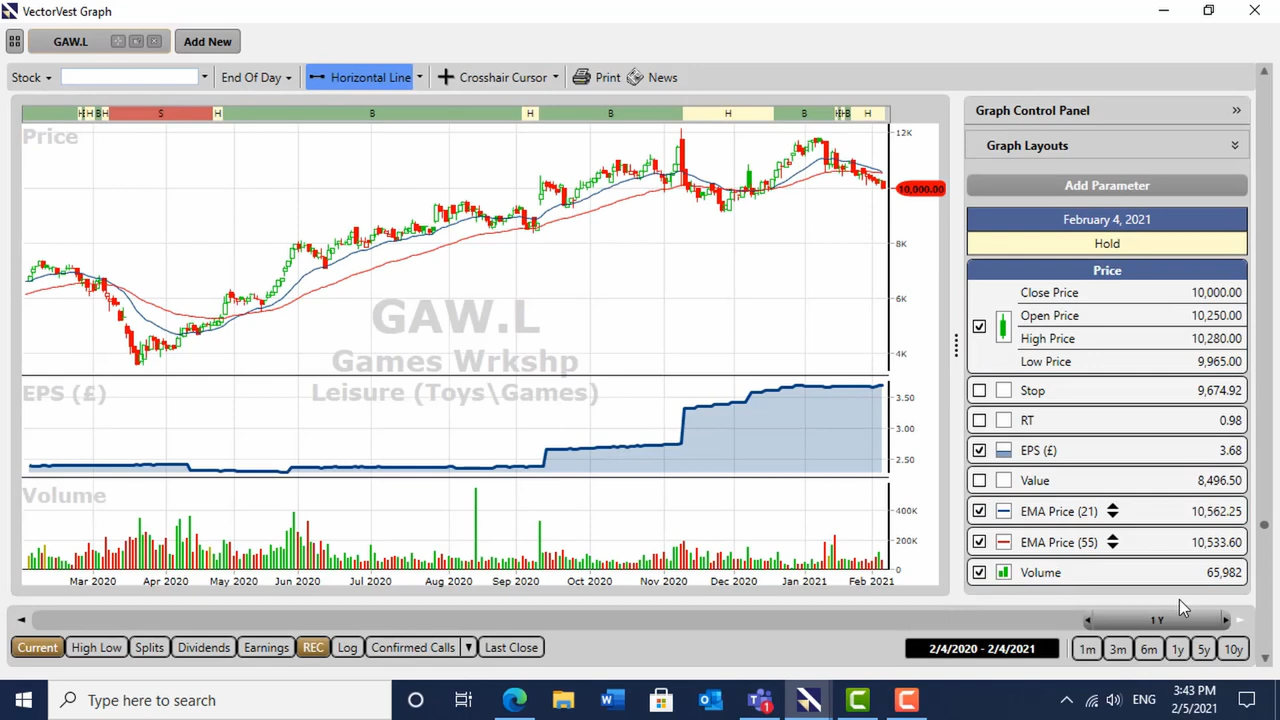 VectorVest Graph
GAW.L
Add New
Stock
End Of Day
Horizontal Line
Crosshair Cursor
Print
News
H H B H S H B H B H B H B H
Price
12K
10,000.00
8K
6K
4K
GAW.L
Games Wrkshp
Leisure (Toys\Games)
EPS (£)
3.50
3.00
2.50
Volume
400K
200K
0
Mar 2020 Apr 2020 May 2020 Jun 2020 Jul 2020 Aug 2020 Sep 2020 Oct 2020 Nov 2020 Dec 2020 Jan 2021 Feb 2021
Graph Control Panel
Graph Layouts
Add Parameter
February 4, 2021
Hold
Price
Close Price 10,000.00
Open Price 10,250.00
High Price 10,280.00
Low Price 9,965.00
Stop 9,674.92
RT 0.98
EPS (£) 3.68
Value 8,496.50
EMA Price (21) 10,562.25
EMA Price (55) 10,533.60
Volume 65,982
1 Y
Current High Low Splits Dividends Earnings REC Log Confirmed Calls Last Close
2/4/2020 - 2/4/2021
1m 3m 6m 1y 5y 10y
Type here to search
ENG
3:43 PM
2/5/2021